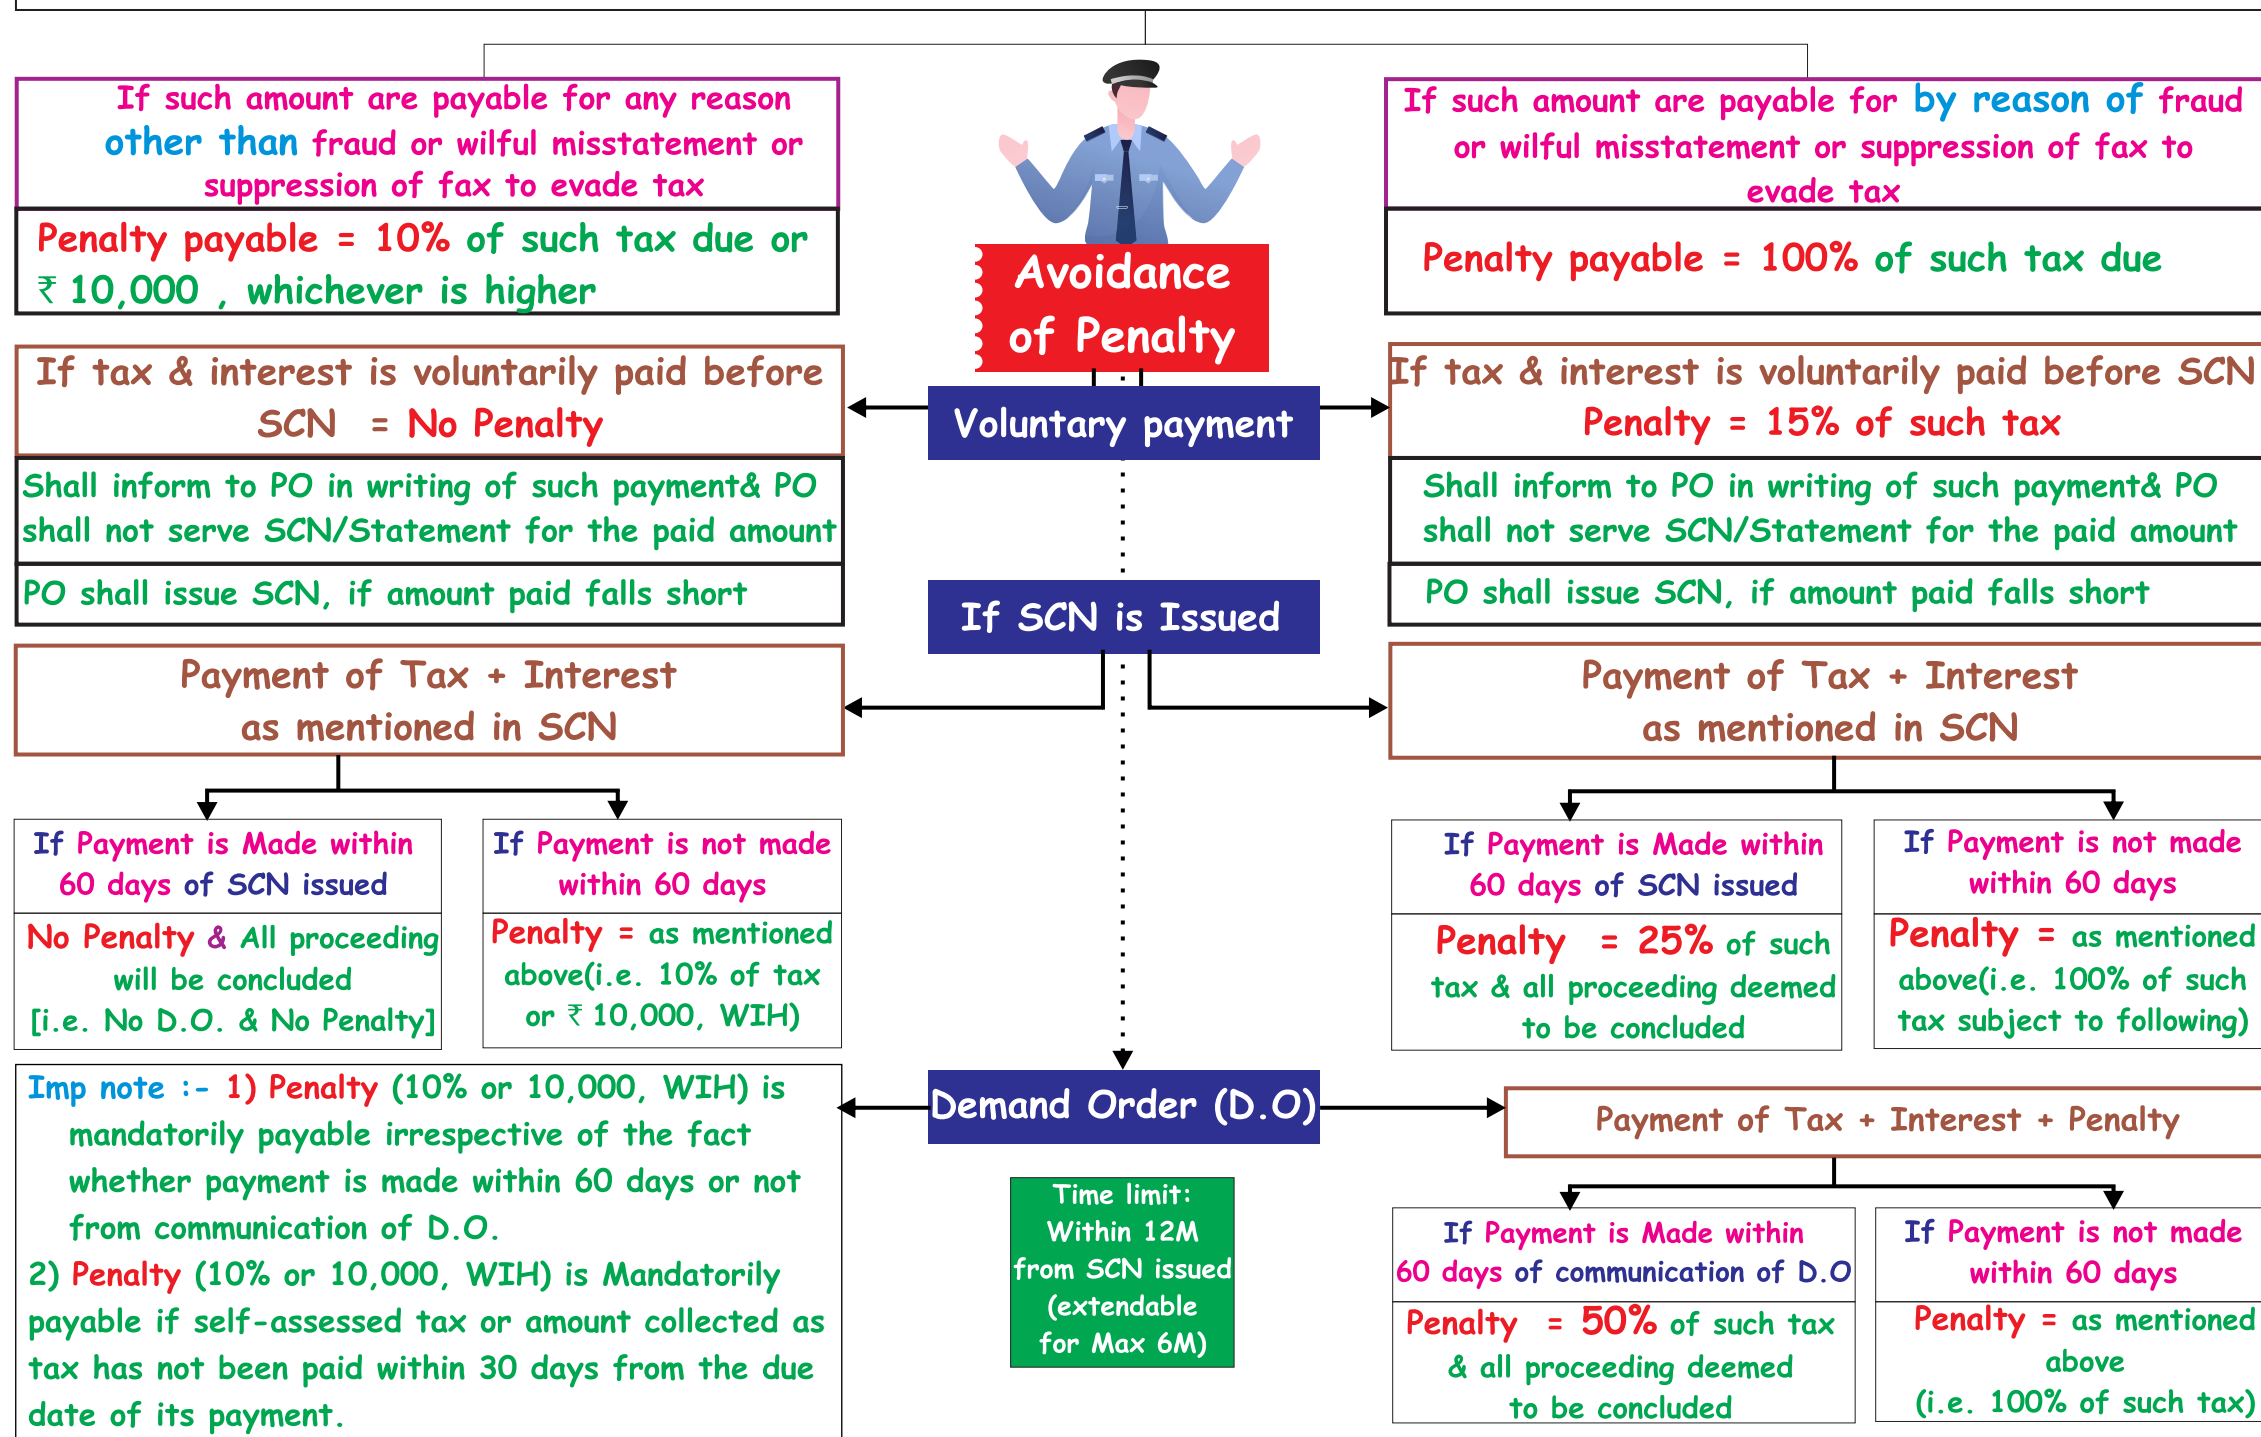 If such amount are payable for any reason
other than fraud or wilful misstatement or
suppression of fax to evade tax
Penalty payable = 10% of such tax due or
₹ 10,000 , whichever is higher
If such amount are payable for by reason of fraud
or wilful misstatement or suppression of fax to
evade tax
Penalty payable = 100% of such tax due
Avoidance
of Penalty
Voluntary payment
If tax & interest is voluntarily paid before
SCN = No Penalty
Shall inform to PO in writing of such payment& PO
shall not serve SCN/Statement for the paid amount
PO shall issue SCN, if amount paid falls short
If tax & interest is voluntarily paid before SCN
Penalty = 15% of such tax
Shall inform to PO in writing of such payment& PO
shall not serve SCN/Statement for the paid amount
PO shall issue SCN, if amount paid falls short
If SCN is Issued
Payment of Tax + Interest
as mentioned in SCN
If Payment is Made within
60 days of SCN issued
No Penalty & All proceeding
will be concluded
[i.e. No D.O. & No Penalty]
If Payment is not made
within 60 days
Penalty = as mentioned
above(i.e. 10% of tax
or ₹ 10,000, WIH)
Payment of Tax + Interest
as mentioned in SCN
If Payment is Made within
60 days of SCN issued
Penalty = 25% of such
tax & all proceeding deemed
to be concluded
If Payment is not made
within 60 days
Penalty = as mentioned
above(i.e. 100% of such
tax subject to following)
Demand Order (D.O)
Time limit:
Within 12M
from SCN issued
(extendable
for Max 6M)
Imp note :- 1) Penalty (10% or 10,000, WIH) is
mandatorily payable irrespective of the fact
whether payment is made within 60 days or not
from communication of D.O.
2) Penalty (10% or 10,000, WIH) is Mandatorily
payable if self-assessed tax or amount collected as
tax has not been paid within 30 days from the due
date of its payment.
Payment of Tax + Interest + Penalty
If Payment is Made within
60 days of communication of D.O
Penalty = 50% of such tax
& all proceeding deemed
to be concluded
If Payment is not made
within 60 days
Penalty = as mentioned
above
(i.e. 100% of such tax)